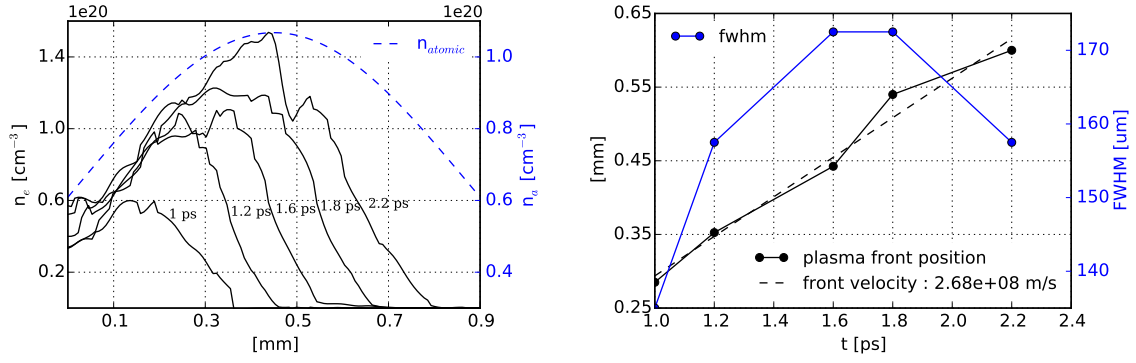 1e20 1e20
n_atomic
n_e [cm^-3]
1.4
1.0
0.6
0.2
1 ps
1.2 ps
1.6 ps
1.8 ps
2.2 ps
1.0
0.8
0.6
0.4
n_a [cm^-3]
0.1 0.3 0.5 0.7 0.9
[mm]
fwhm
[mm]
0.65
0.55
0.45
0.35
0.25
plasma front position
front velocity : 2.68e+08 m/s
170
160
150
140
FWHM [um]
1.0 1.2 1.4 1.6 1.8 2.0 2.2 2.4
t [ps]